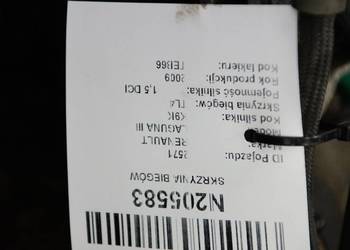 N205583
SKRZYNIA BIEGÓW
ID Pojazdu: 2571
Marka: RENAULT
LAGUNA III
Kod silnika: K9K
Skrzynia biegów: TL4
Pojemność silnika: 1,5 DCI
Rok produkcji: 2009
Kod lakieru: TEB66